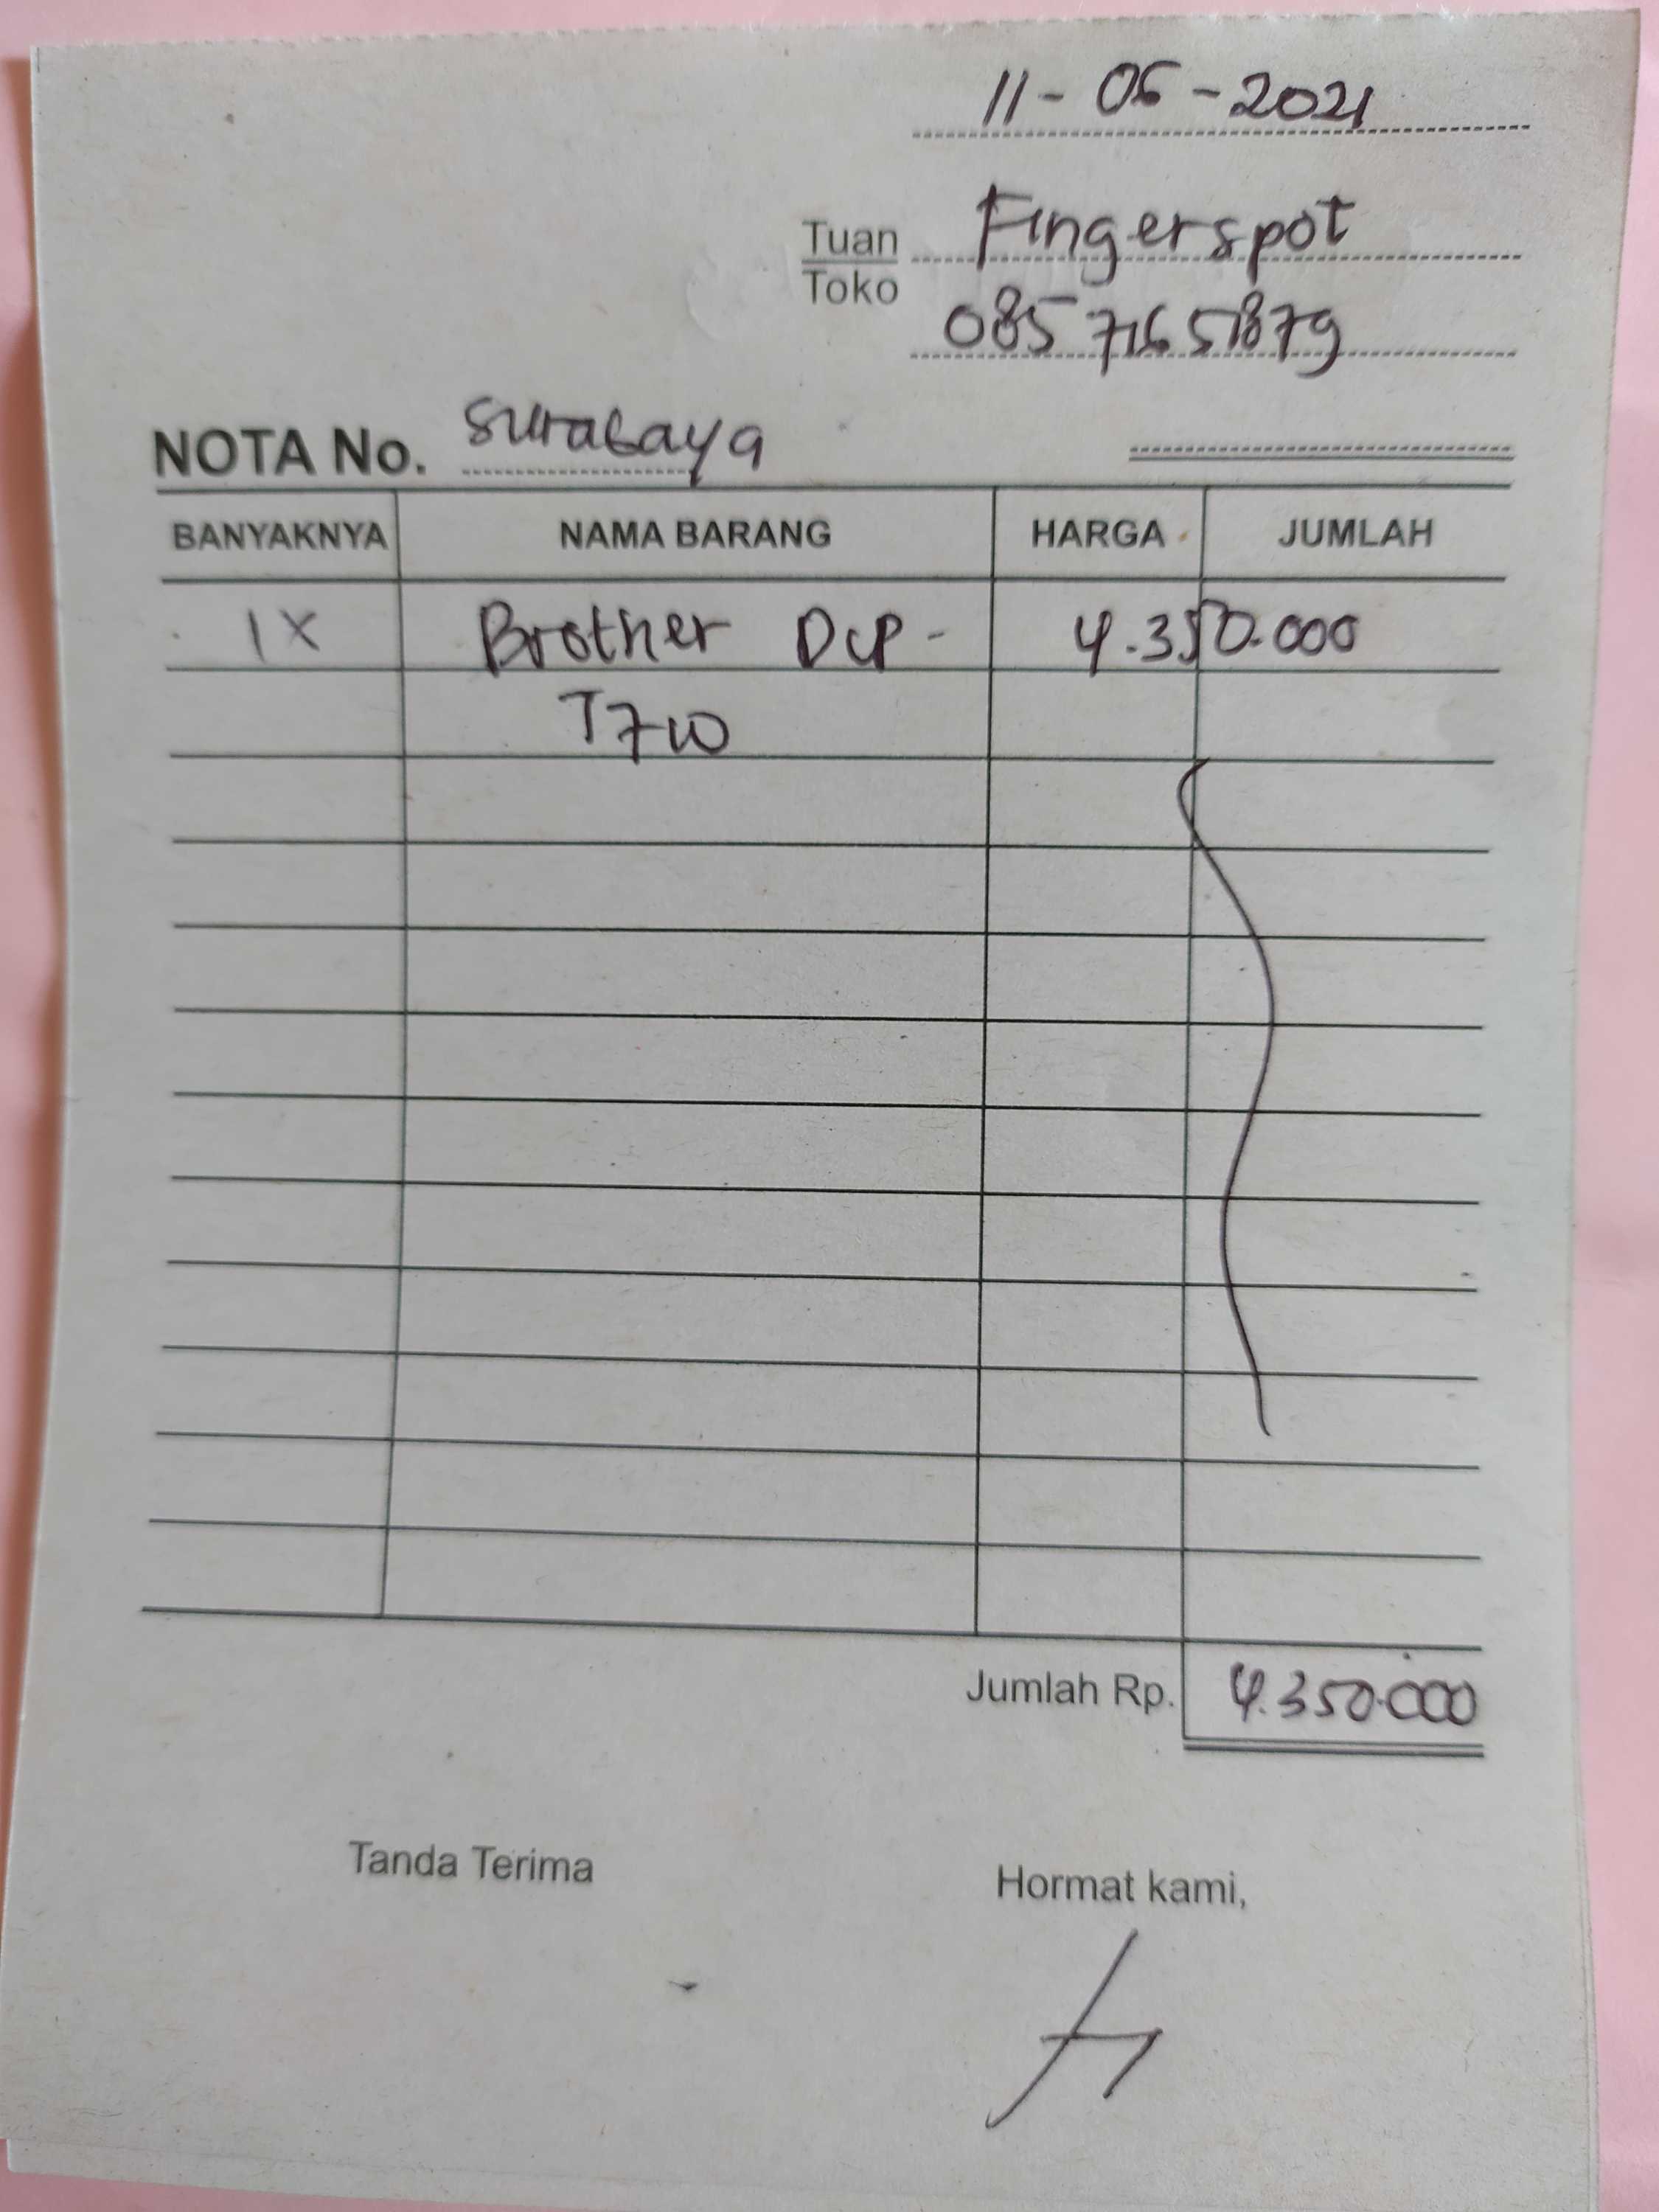 11-06-2021
Tuan Fingerspot
Toko
08571651879
NOTA No. Surabaya
BANYAKNYA NAMA BARANG HARGA JUMLAH
1X Brother Dcp- 4.350.000
T710
Jumlah Rp. 4.350.000
Tanda Terima Hormat kami,